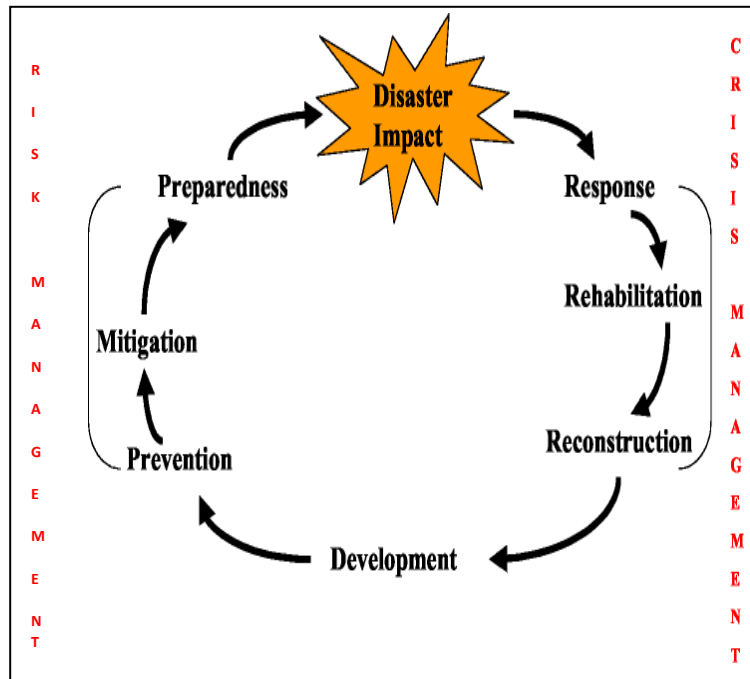 Disaster
Impact
Preparedness
Response
Rehabilitation
Mitigation
Reconstruction
Prevention
Development
RISK MANAGEMENT
CRISIS MANAGEMENT